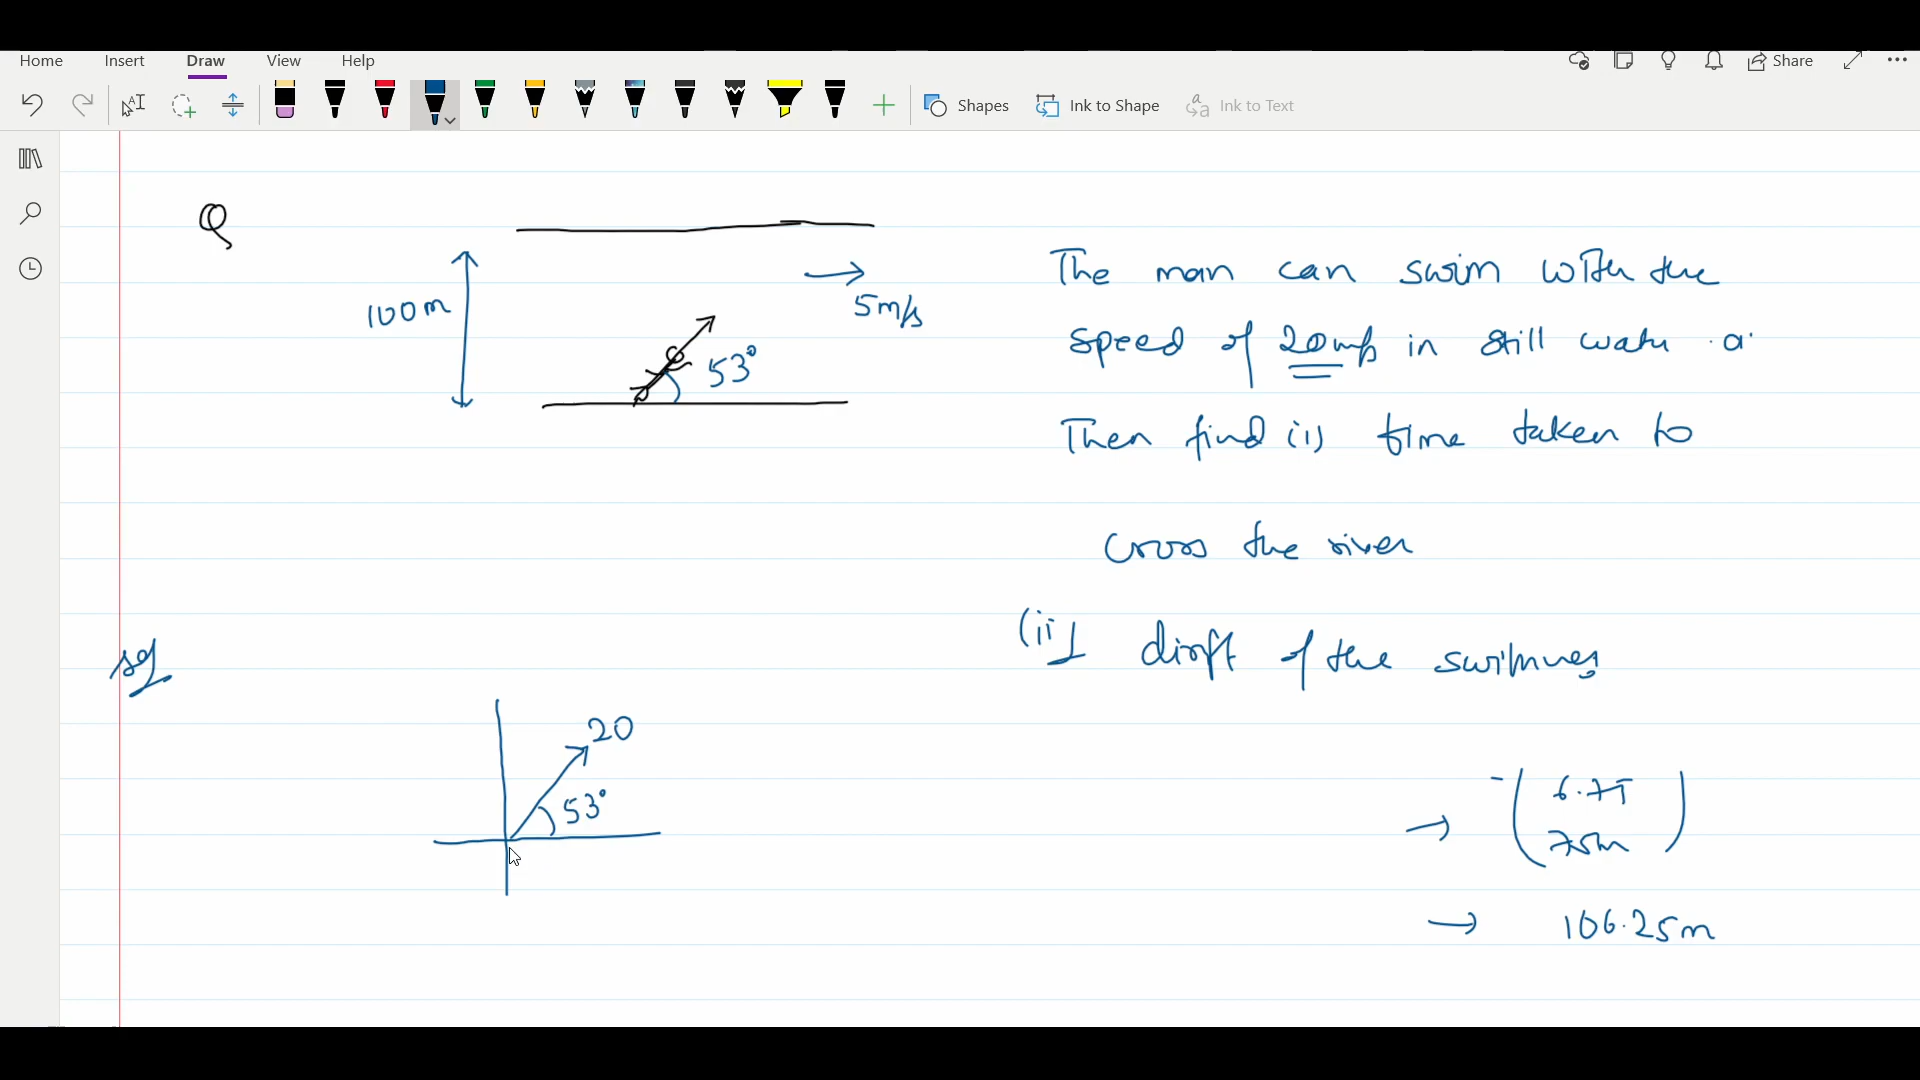 Home Insert Draw View Help
Share
Shapes Ink to Shape Ink to Text
Q
100m
5m/s
53°
The man can swim with the
speed of 20m/s in still water . a
Then find (i) time taken to
cross the river
(ii) drift of the swimmer
sol
20
53°
75m
106.25m